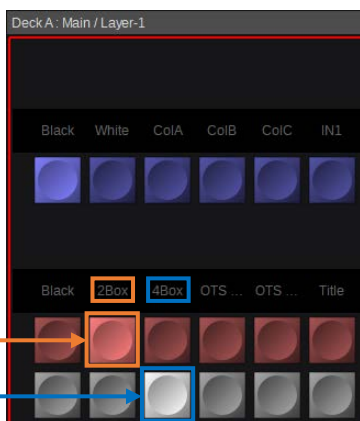 Deck A : Main / Layer-1
Black White ColA ColB ColC IN1
Black 2Box 4Box OTS ... OTS ... Title